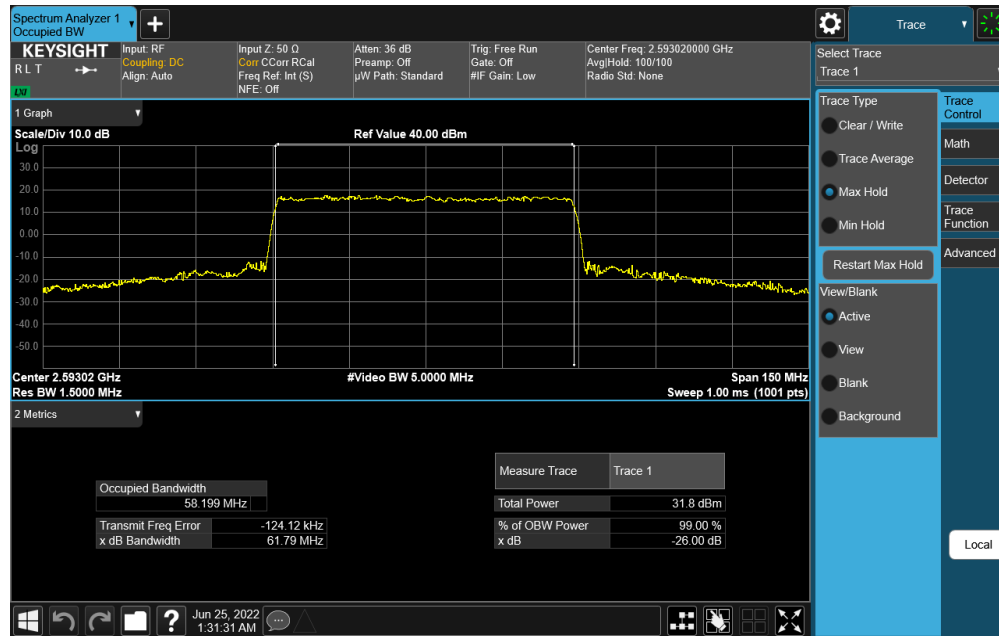 Spectrum Analyzer 1
Occupied BW
KEYSIGHT
R L T
LXI
Input: RF
Coupling: DC
Align: Auto
Input Z: 50 Ω
Corr CCorr RCal
Freq Ref: Int (S)
NFE: Off
Atten: 36 dB
Preamp: Off
µW Path: Standard
Trig: Free Run
Gate: Off
#IF Gain: Low
Center Freq: 2.593020000 GHz
Avg|Hold: 100/100
Radio Std: None
1 Graph
Scale/Div 10.0 dB
Ref Value 40.00 dBm
Log
30.0
20.0
10.0
0.00
-10.0
-20.0
-30.0
-40.0
-50.0
Center 2.59302 GHz
#Video BW 5.0000 MHz
Span 150 MHz
Res BW 1.5000 MHz
Sweep 1.00 ms (1001 pts)
2 Metrics
Measure Trace Trace 1
Occupied Bandwidth
58.199 MHz
Total Power 31.8 dBm
Transmit Freq Error -124.12 kHz
% of OBW Power 99.00 %
x dB Bandwidth 61.79 MHz
x dB -26.00 dB
?
Jun 25, 2022
1:31:31 AM
Trace
Select Trace
Trace 1
Trace Type
Clear / Write
Trace Average
Max Hold
Min Hold
Restart Max Hold
View/Blank
Active
View
Blank
Background
Trace
Control
Math
Detector
Trace
Function
Advanced
Local